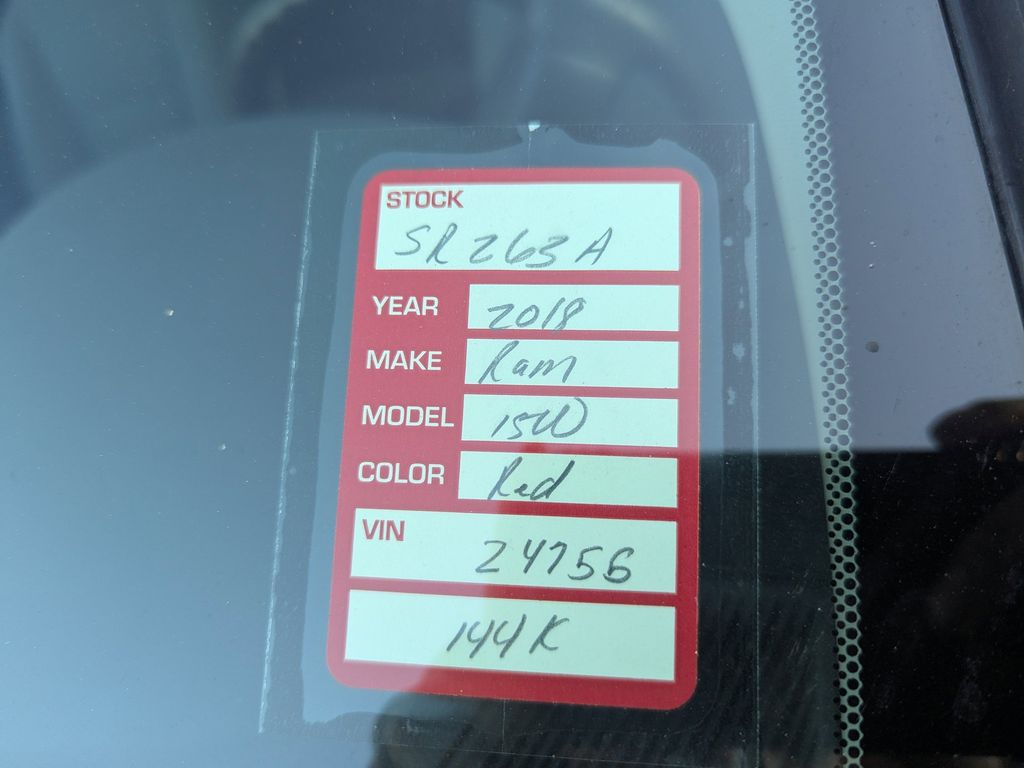 STOCK
SR263A
YEAR 2018
MAKE Ram
MODEL 1500
COLOR Red
VIN
24756
144K